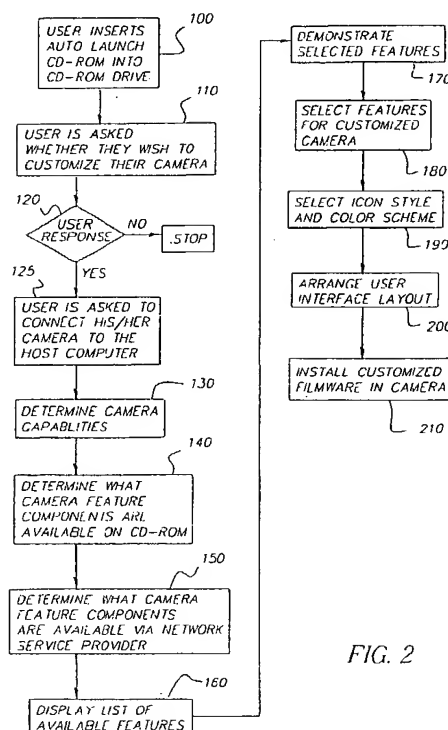 100
USER INSERTS
AUTO LAUNCH
CD-ROM INTO
CD-ROM DRIVE
110
USER IS ASKED
WHETHER THEY WISH TO
CUSTOMIZE THEIR CAMERA
120
USER
RESPONSE
NO
.STOP
YES
125
USER IS ASKED TO
CONNECT HIS/HER
CAMERA TO THE
HOST COMPUTER
130
DETERMINE CAMERA
CAPABLITIES
140
DETERMINE WHAT
CAMERA FEATURE
COMPONENTS ARE
AVAILABLE ON CD-ROM
150
DETERMINE WHAT CAMERA
FEATURE COMPONENTS
ARE AVAILABLE VIA NETWORK
SERVICE PROVIDER
160
DISPLAY LIST OF
AVAILABLE FEATURES
DEMONSTRATE
SELECTED FEATURES
170
SELECT FEATURES
FOR CUSTOMIZED
CAMERA
180
SELECT ICON STYLE
AND COLOR SCHEME
190
ARRANGE USER
INTERFACE LAYOUT
200
INSTALL CUSTOMIZED
FILMWARE IN CAMERA
210
FIG. 2